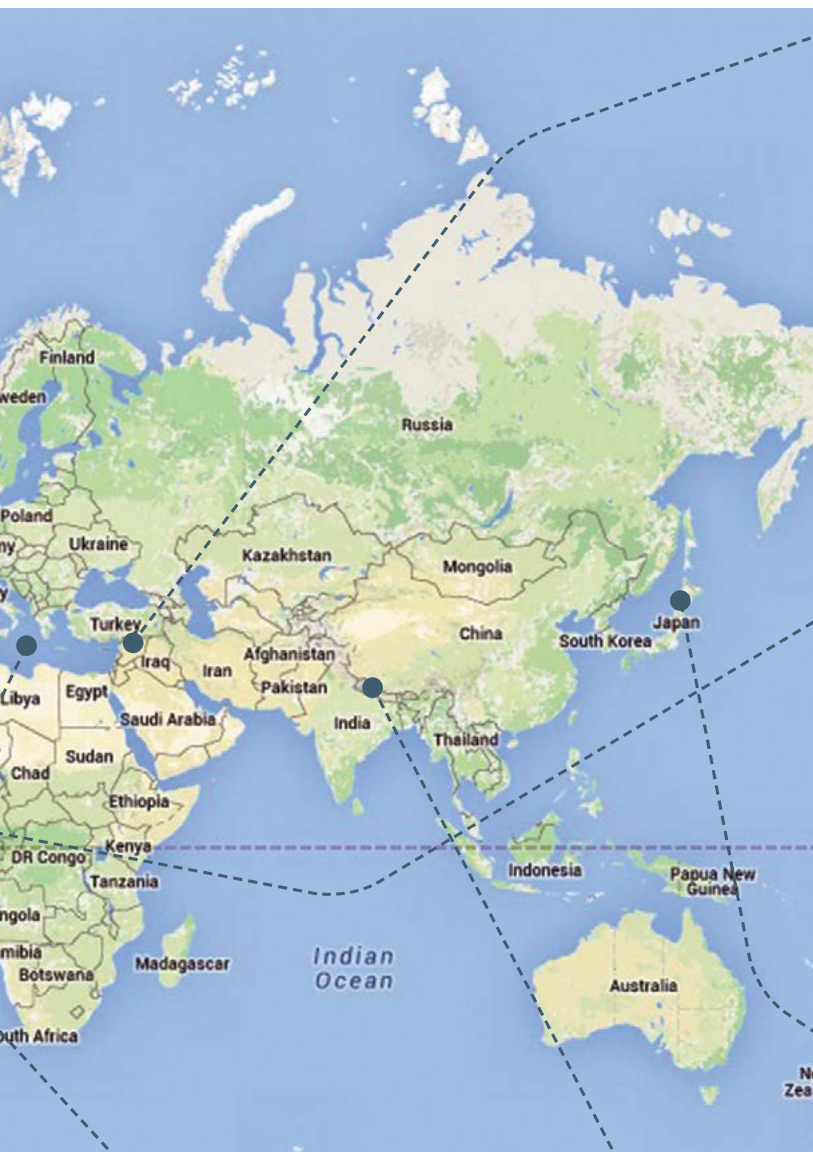 Finland
weden
Russia
Poland
ny
Ukraine
Kazakhstan
Mongolia
y
Turkey
Japan
China
South Korea
Afghanistan
Iraq
Iran
Libya
Egypt
Pakistan
Saudi Arabia
India
Thailand
Sudan
Chad
Ethiopia
Kenya
DR Congo
Indonesia
Papua New
Guinea
Tanzania
ngola
mibia
Indian
Ocean
Madagascar
Botswana
Australia
outh Africa
N
Zea